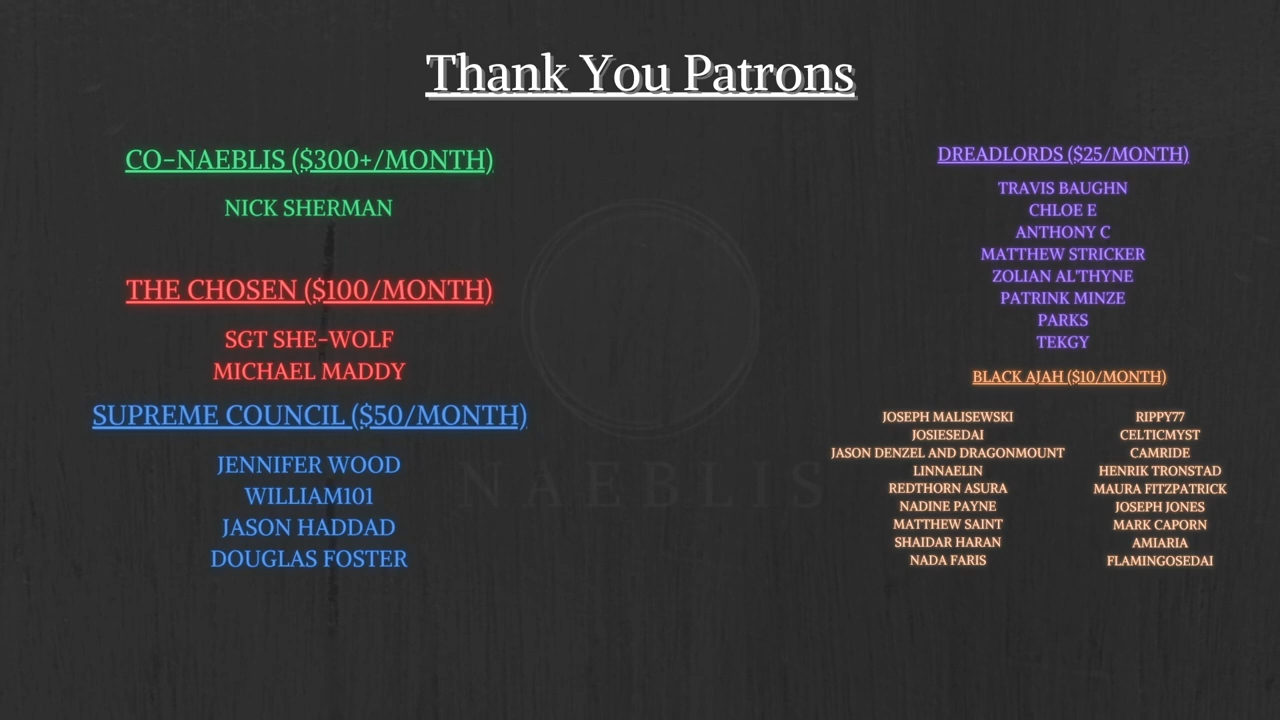 Thank You Patrons
CO-NAEBLIS ($300+/MONTH)
NICK SHERMAN
THE CHOSEN ($100/MONTH)
SGT SHE-WOLF
MICHAEL MADDY
SUPREME COUNCIL ($50/MONTH)
JENNIFER WOOD
WILLIAM101
JASON HADDAD
DOUGLAS FOSTER
NAEBLIS
DREADLORDS ($25/MONTH)
TRAVIS BAUGHN
CHLOE E
ANTHONY C
MATTHEW STRICKER
ZOLIAN AL'THYNE
PATRINK MINZE
PARKS
TEKGY
BLACK AJAH ($10/MONTH)
JOSEPH MALISEWSKI
JOSIESEDAI
JASON DENZEL AND DRAGONMOUNT
LINNAELIN
REDTHORN ASURA
NADINE PAYNE
MATTHEW SAINT
SHAIDAR HARAN
NADA FARIS
RIPPY77
CELTICMYST
CAMRIDE
HENRIK TRONSTAD
MAURA FITZPATRICK
JOSEPH JONES
MARK CAPORN
AMIARIA
FLAMINGOSEDAI